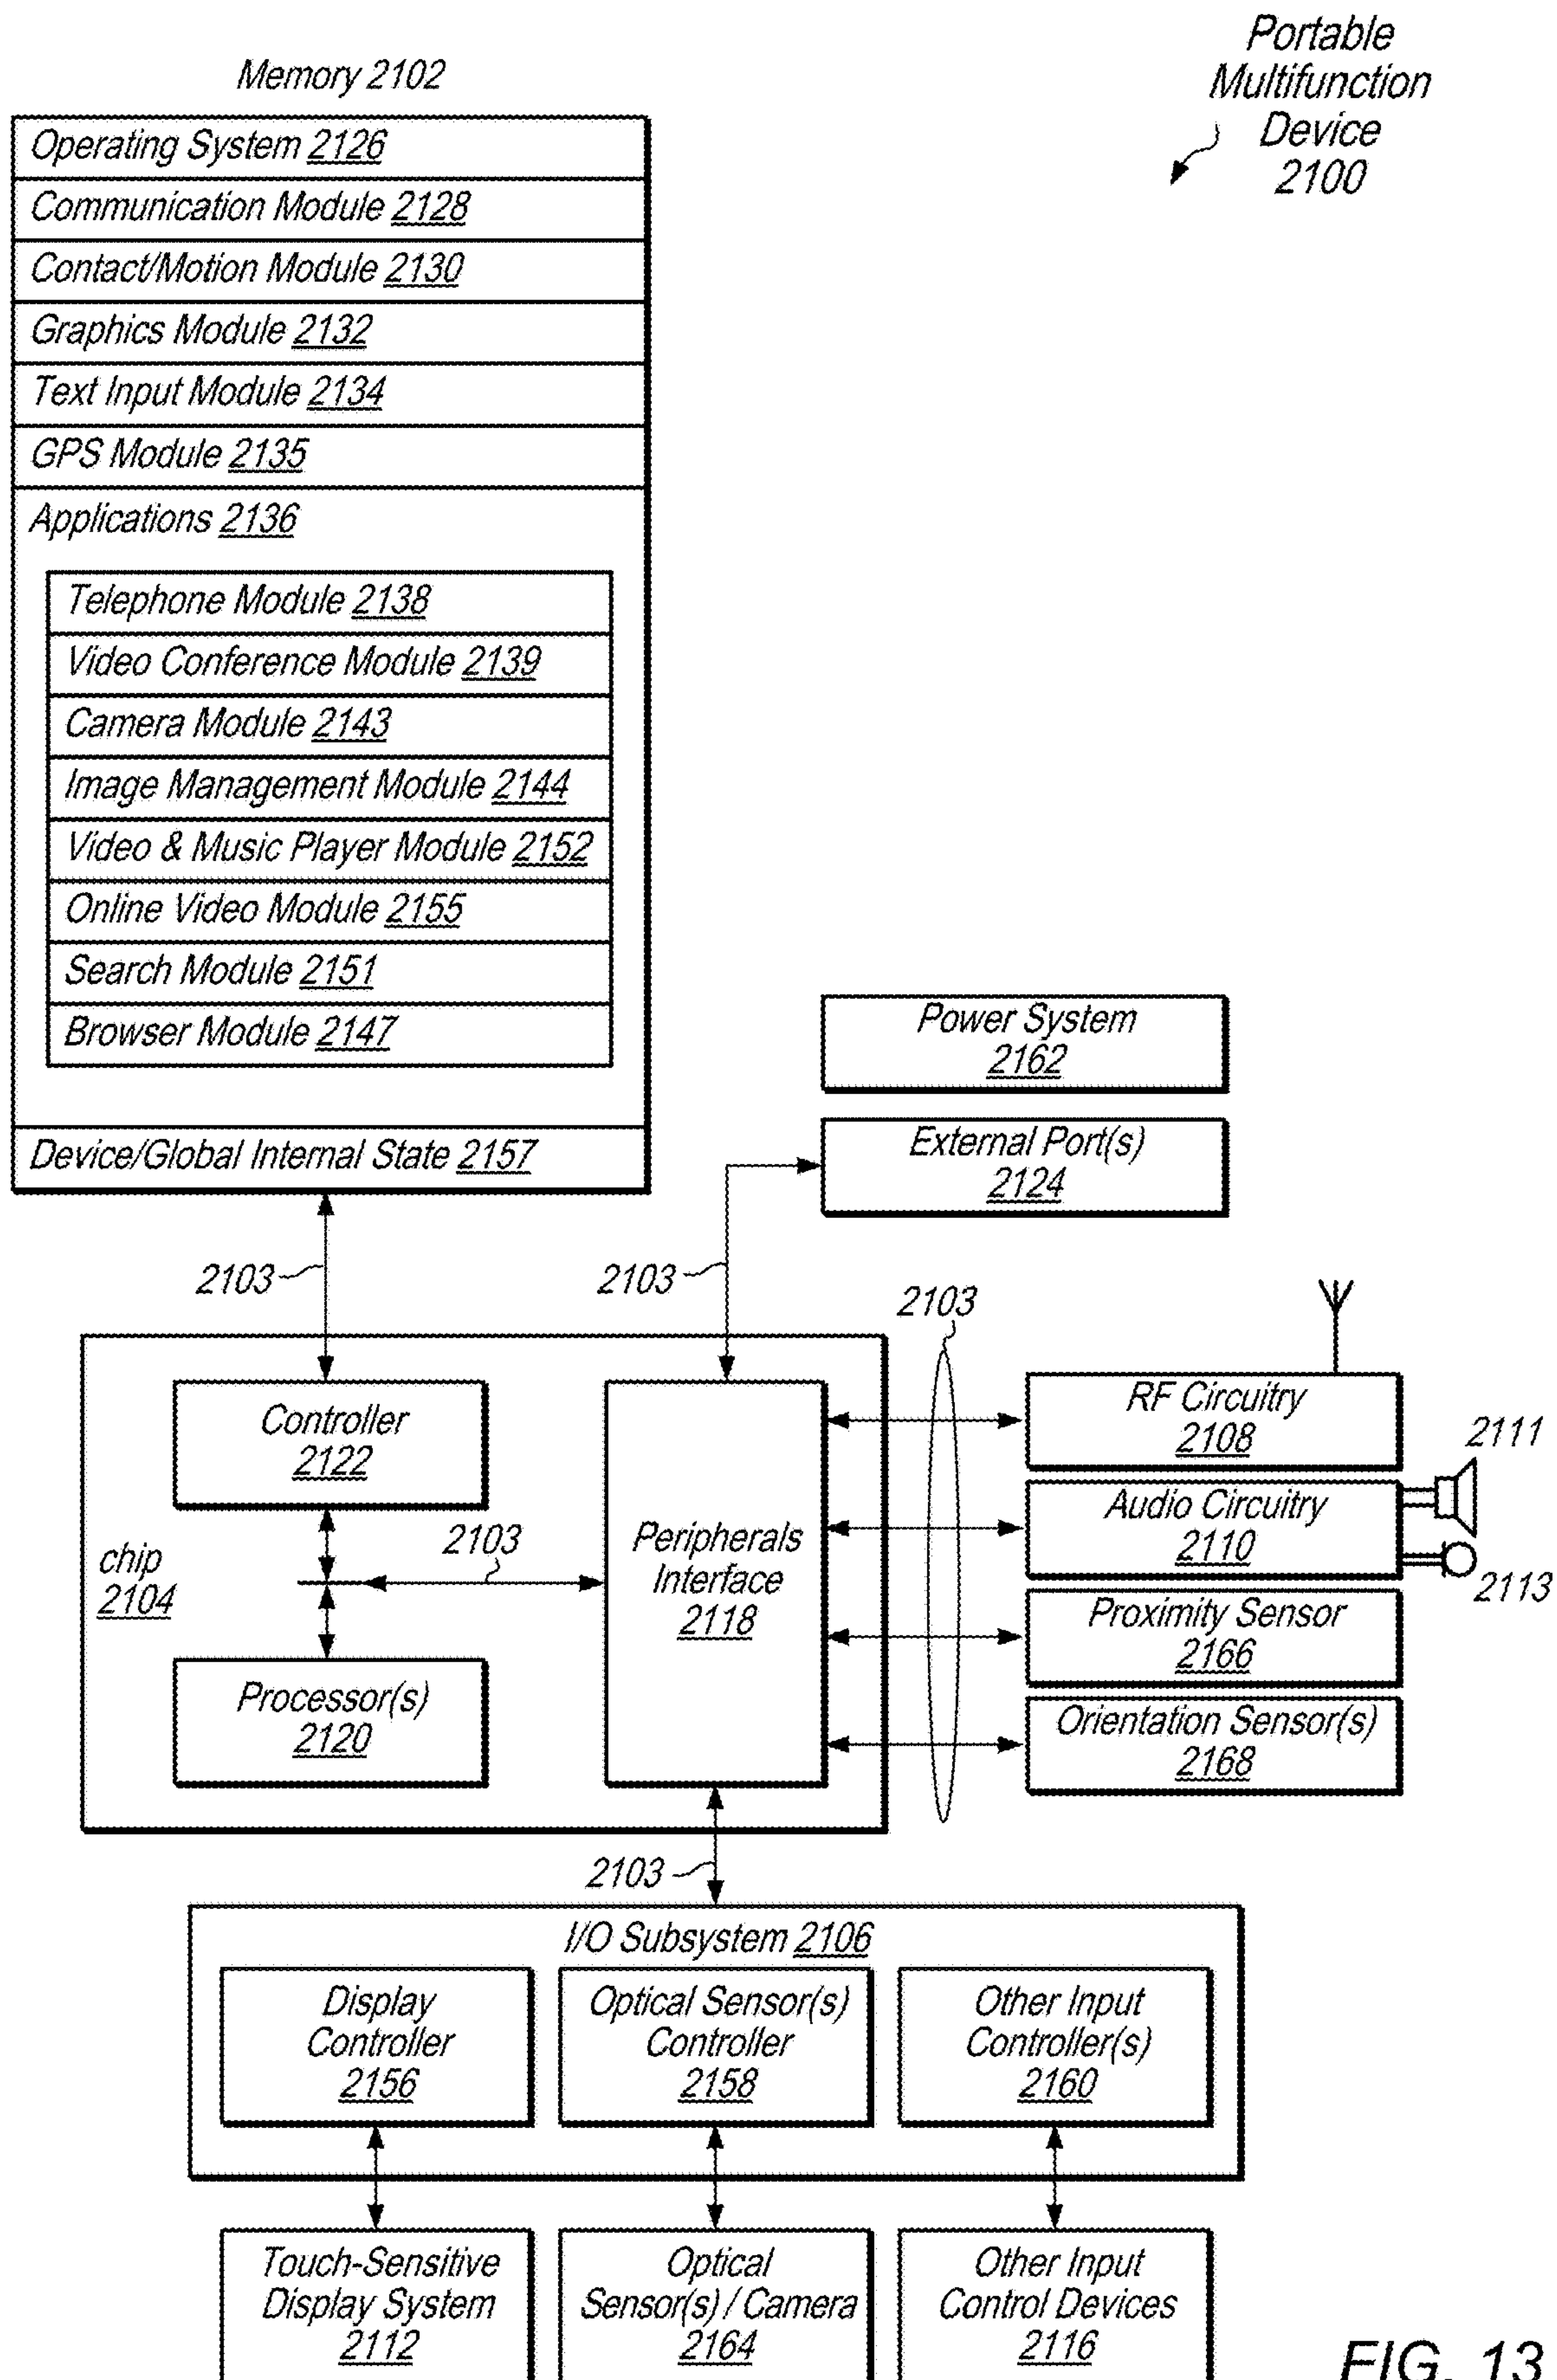 Portable
Multifunction
Device
2100
Memory 2102
Operating System 2126
Communication Module 2128
Contact/Motion Module 2130
Graphics Module 2132
Text Input Module 2134
GPS Module 2135
Applications 2136
Telephone Module 2138
Video Conference Module 2139
Camera Module 2143
Image Management Module 2144
Video & Music Player Module 2152
Online Video Module 2155
Search Module 2151
Browser Module 2147
Device/Global Internal State 2157
Power System
2162
External Port(s)
2124
2103
2103
2103
chip
2104
Controller
2122
2103
Processor(s)
2120
Peripherals
Interface
2118
RF Circuitry
2108
Audio Circuitry
2110
2111
2113
Proximity Sensor
2166
Orientation Sensor(s)
2168
2103
I/O Subsystem 2106
Display
Controller
2156
Optical Sensor(s)
Controller
2158
Other Input
Controller(s)
2160
Touch-Sensitive
Display System
2112
Optical
Sensor(s) / Camera
2164
Other Input
Control Devices
2116
FIG. 13